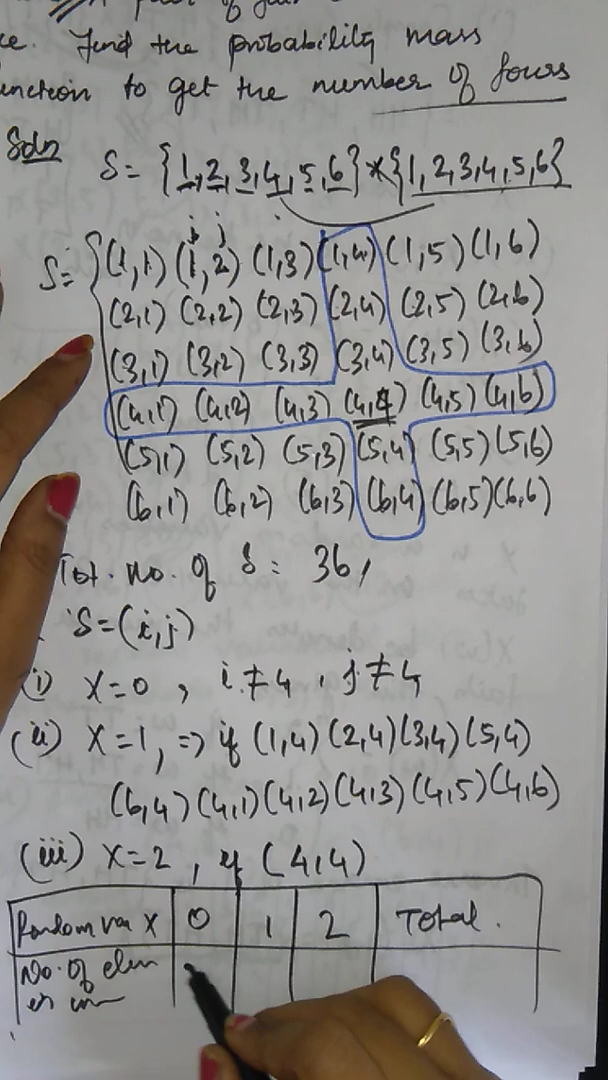 A pair of fair
ce. Find the probability mass
unction to get the number of fours
Soln
S = {1,2,3,4,5,6} × {1,2,3,4,5,6}
i j
S = {(1,1) (1,2) (1,3) (1,4) (1,5) (1,6)
(2,1) (2,2) (2,3) (2,4) (2,5) (2,6)
(3,1) (3,2) (3,3) (3,4) (3,5) (3,6)
(4,1) (4,2) (4,3) (4,4) (4,5) (4,6)
(5,1) (5,2) (5,3) (5,4) (5,5) (5,6)
(6,1) (6,2) (6,3) (6,4) (6,5) (6,6)
Tot. no. of S: 36,
S=(i,j)
(i) X=0, i≠4, j≠4
(ii) X=1, => if (1,4) (2,4) (3,4) (5,4)
(6,4) (4,1) (4,2) (4,3) (4,5) (4,6)
(iii) X=2, if (4,4)
Random var X 0 1 2 Total.
No. of elem